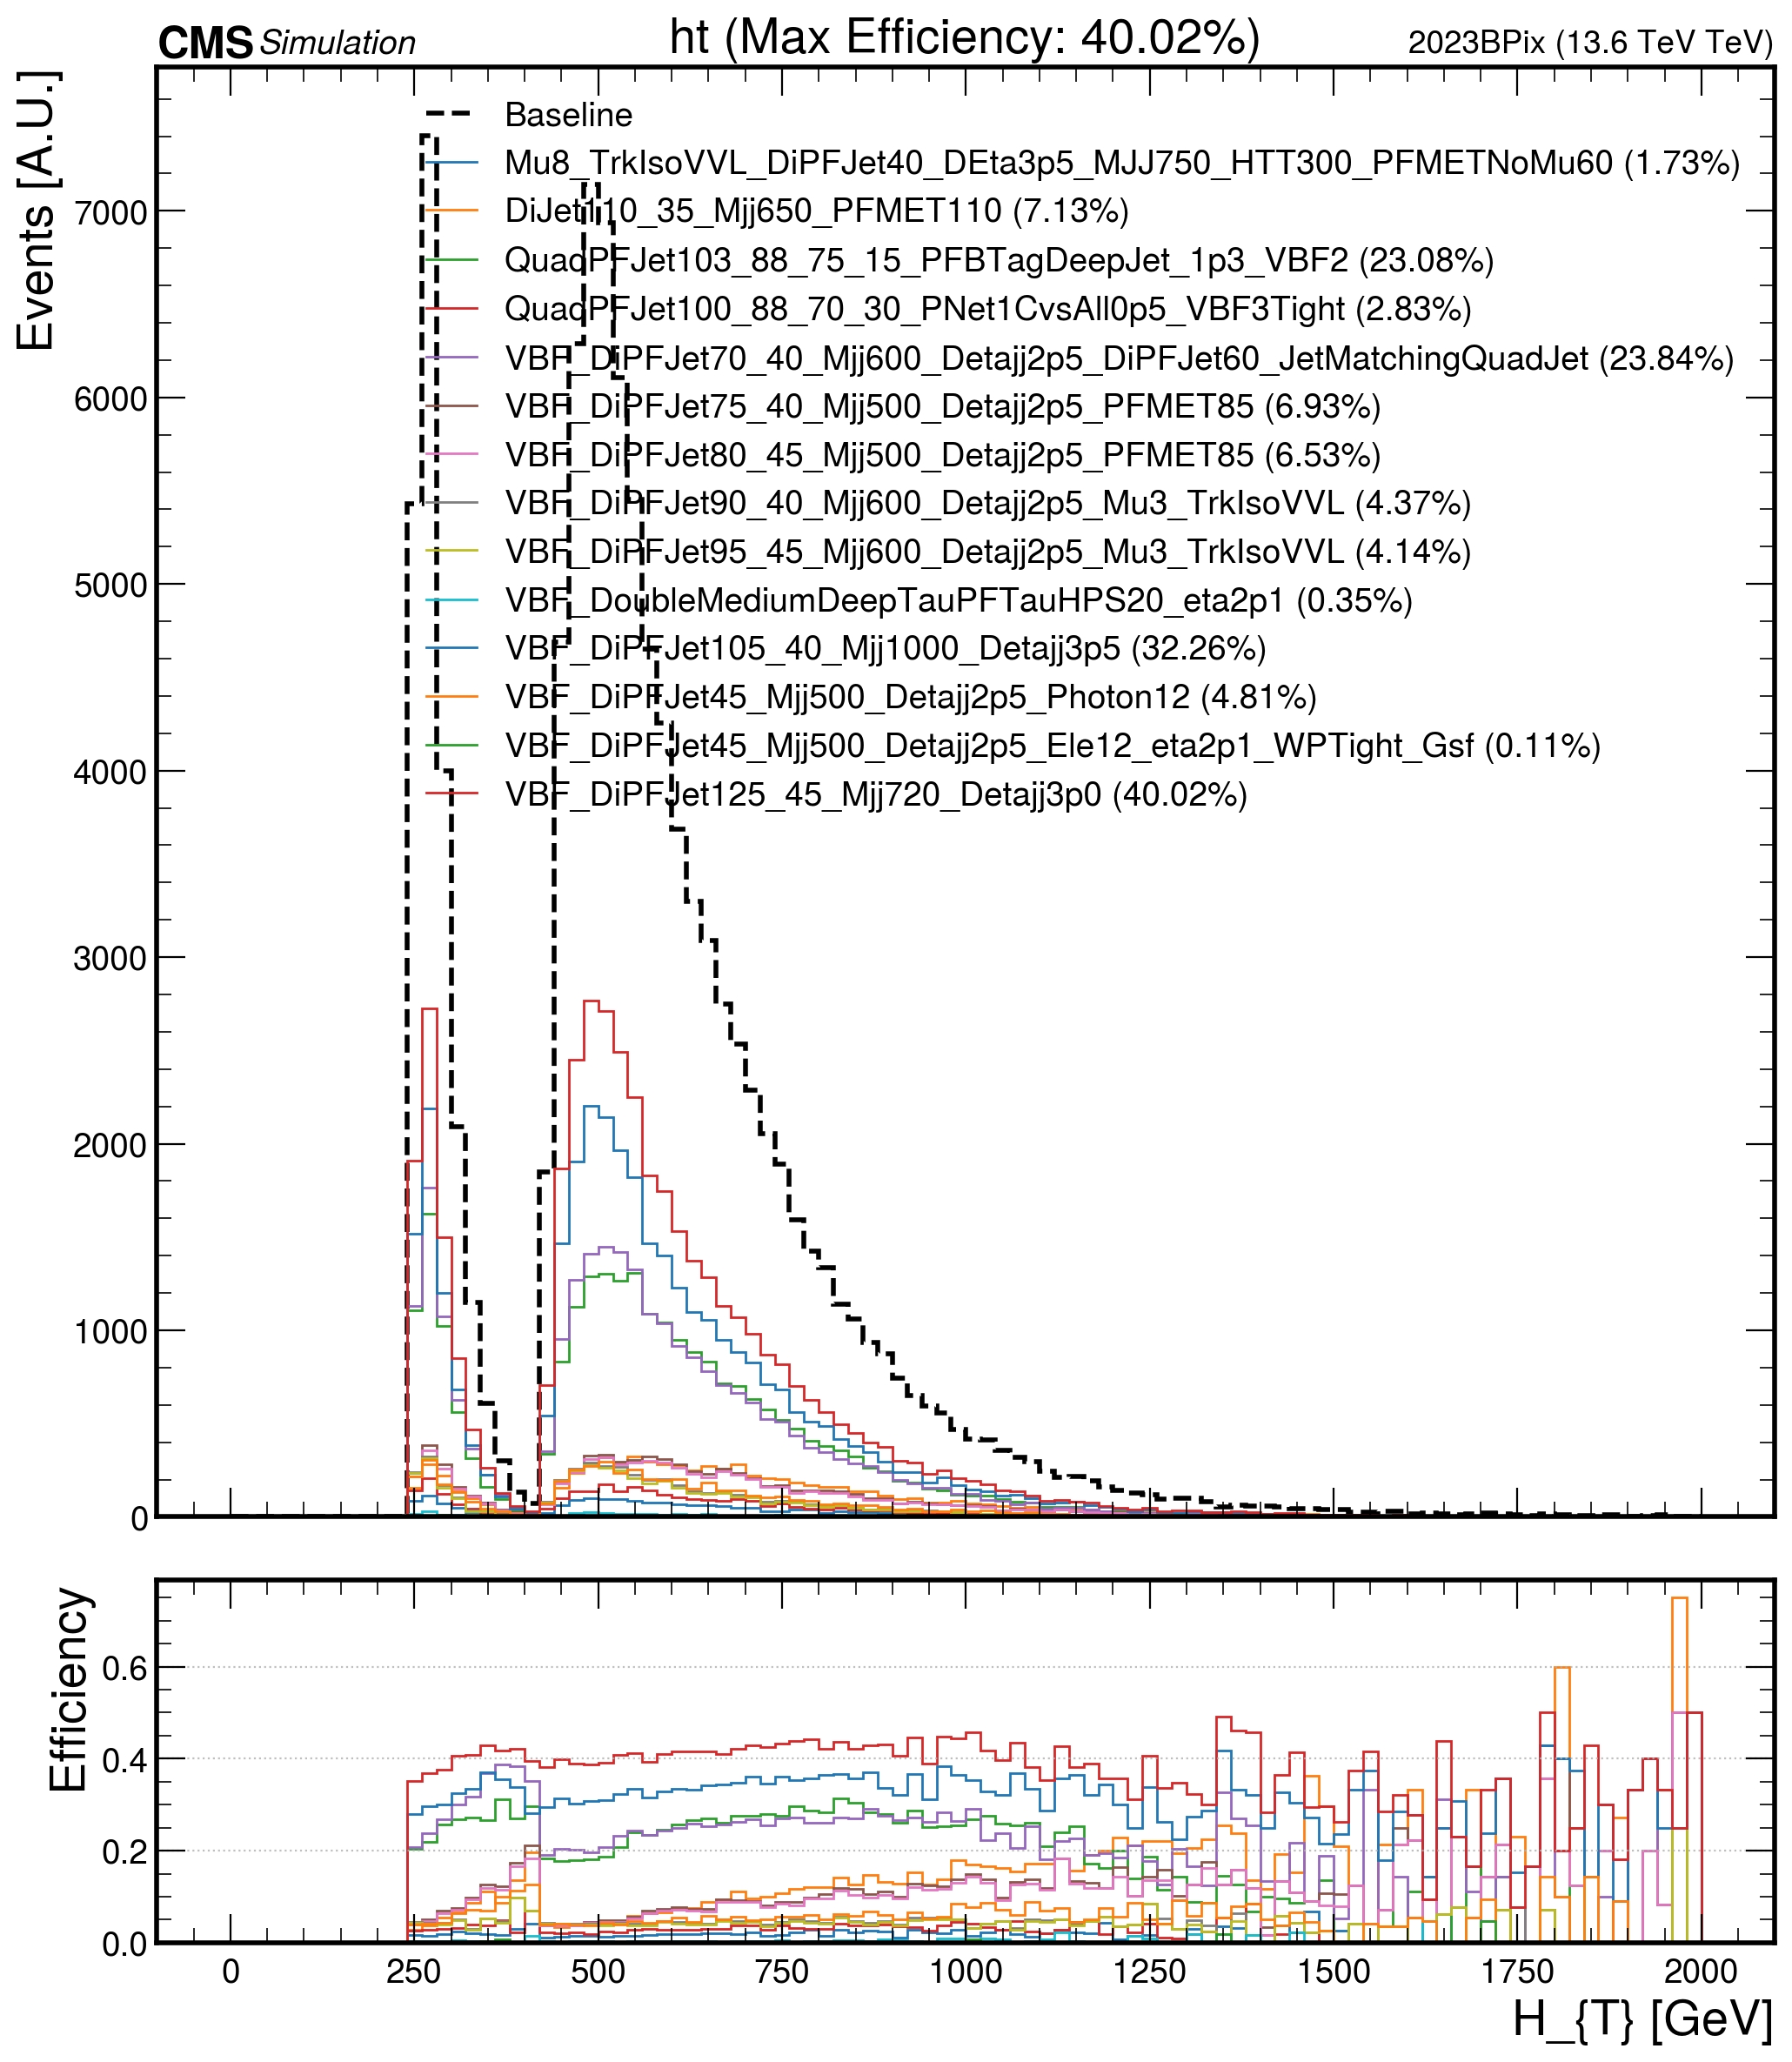 CMS Simulation ht (Max Efficiency: 40.02%) 2023BPix (13.6 TeV TeV)
Events [A.U.]
Baseline
Mu8_TrkIsoVVL_DiPFJet40_DEta3p5_MJJ750_HTT300_PFMETNoMu60 (1.73%)
DiJet110_35_Mjj650_PFMET110 (7.13%)
QuadPFJet103_88_75_15_PFBTagDeepJet_1p3_VBF2 (23.08%)
QuadPFJet100_88_70_30_PNet1CvsAll0p5_VBF3Tight (2.83%)
VBF_DiPFJet70_40_Mjj600_Detajj2p5_DiPFJet60_JetMatchingQuadJet (23.84%)
VBF_DiPFJet75_40_Mjj500_Detajj2p5_PFMET85 (6.93%)
VBF_DiPFJet80_45_Mjj500_Detajj2p5_PFMET85 (6.53%)
VBF_DiPFJet90_40_Mjj600_Detajj2p5_Mu3_TrkIsoVVL (4.37%)
VBF_DiPFJet95_45_Mjj600_Detajj2p5_Mu3_TrkIsoVVL (4.14%)
VBF_DoubleMediumDeepTauPFTauHPS20_eta2p1 (0.35%)
VBF_DiPFJet105_40_Mjj1000_Detajj3p5 (32.26%)
VBF_DiPFJet45_Mjj500_Detajj2p5_Photon12 (4.81%)
VBF_DiPFJet45_Mjj500_Detajj2p5_Ele12_eta2p1_WPTight_Gsf (0.11%)
VBF_DiPFJet125_45_Mjj720_Detajj3p0 (40.02%)
7000
6000
5000
4000
3000
2000
1000
0
Efficiency
0.6
0.4
0.2
0.0
0 250 500 750 1000 1250 1500 1750 2000
H_{T} [GeV]